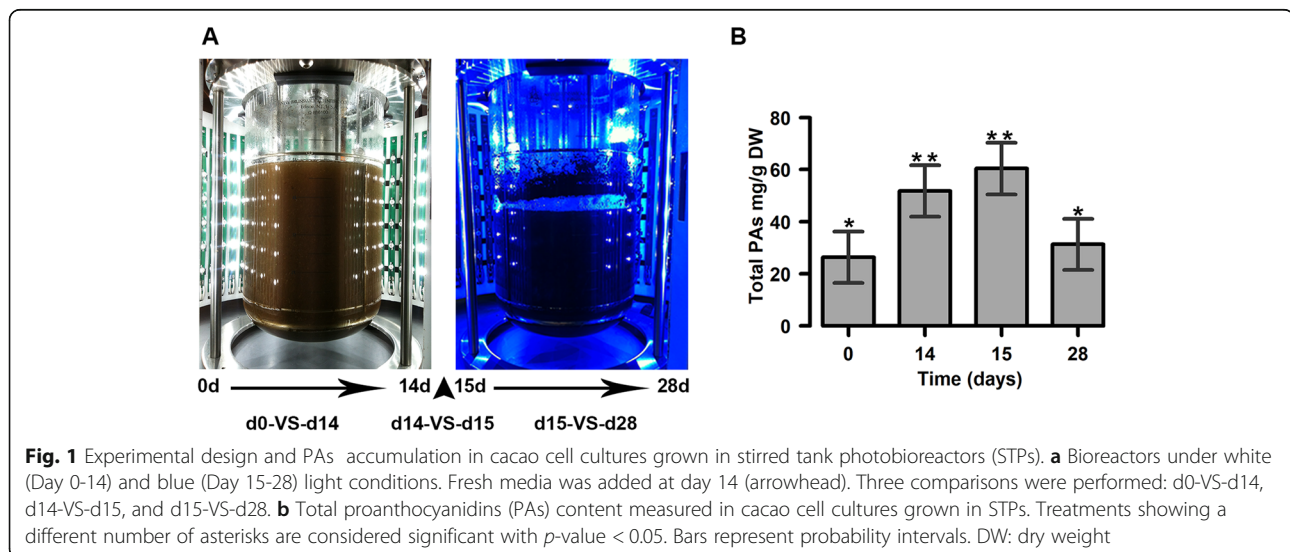 A
B
0d
14d
15d
28d
d0-VS-d14
d14-VS-d15
d15-VS-d28
Total PAs mg/g DW
80
60
40
20
0
*
**
**
*
0
14
15
28
Time (days)
Fig. 1 Experimental design and PAs accumulation in cacao cell cultures grown in stirred tank photobioreactors (STPs). a Bioreactors under white
(Day 0-14) and blue (Day 15-28) light conditions. Fresh media was added at day 14 (arrowhead). Three comparisons were performed: d0-VS-d14,
d14-VS-d15, and d15-VS-d28. b Total proanthocyanidins (PAs) content measured in cacao cell cultures grown in STPs. Treatments showing a
different number of asterisks are considered significant with p-value < 0.05. Bars represent probability intervals. DW: dry weight